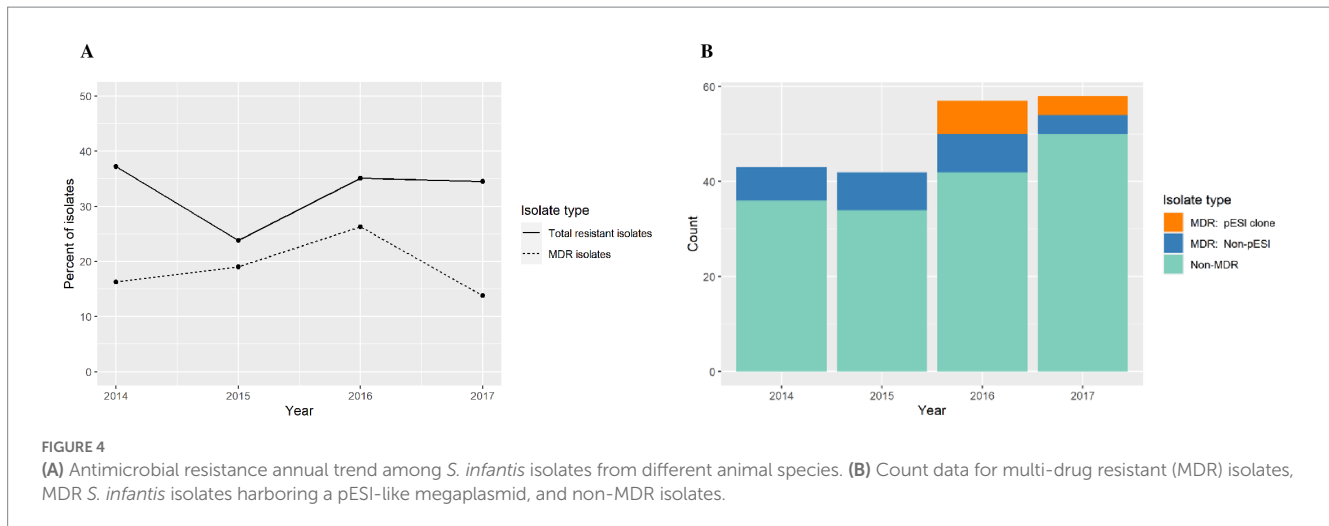 A
50
40
30
20
10
0
Percent of isolates
2014 2015 2016 2017
Year
Isolate type
Total resistant isolates
MDR isolates
B
60
40
20
0
Count
2014 2015 2016 2017
Year
Isolate type
MDR: pESI clone
MDR: Non-pESI
Non-MDR
FIGURE 4
(A) Antimicrobial resistance annual trend among S. infantis isolates from different animal species. (B) Count data for multi-drug resistant (MDR) isolates,
MDR S. infantis isolates harboring a pESI-like megaplasmid, and non-MDR isolates.